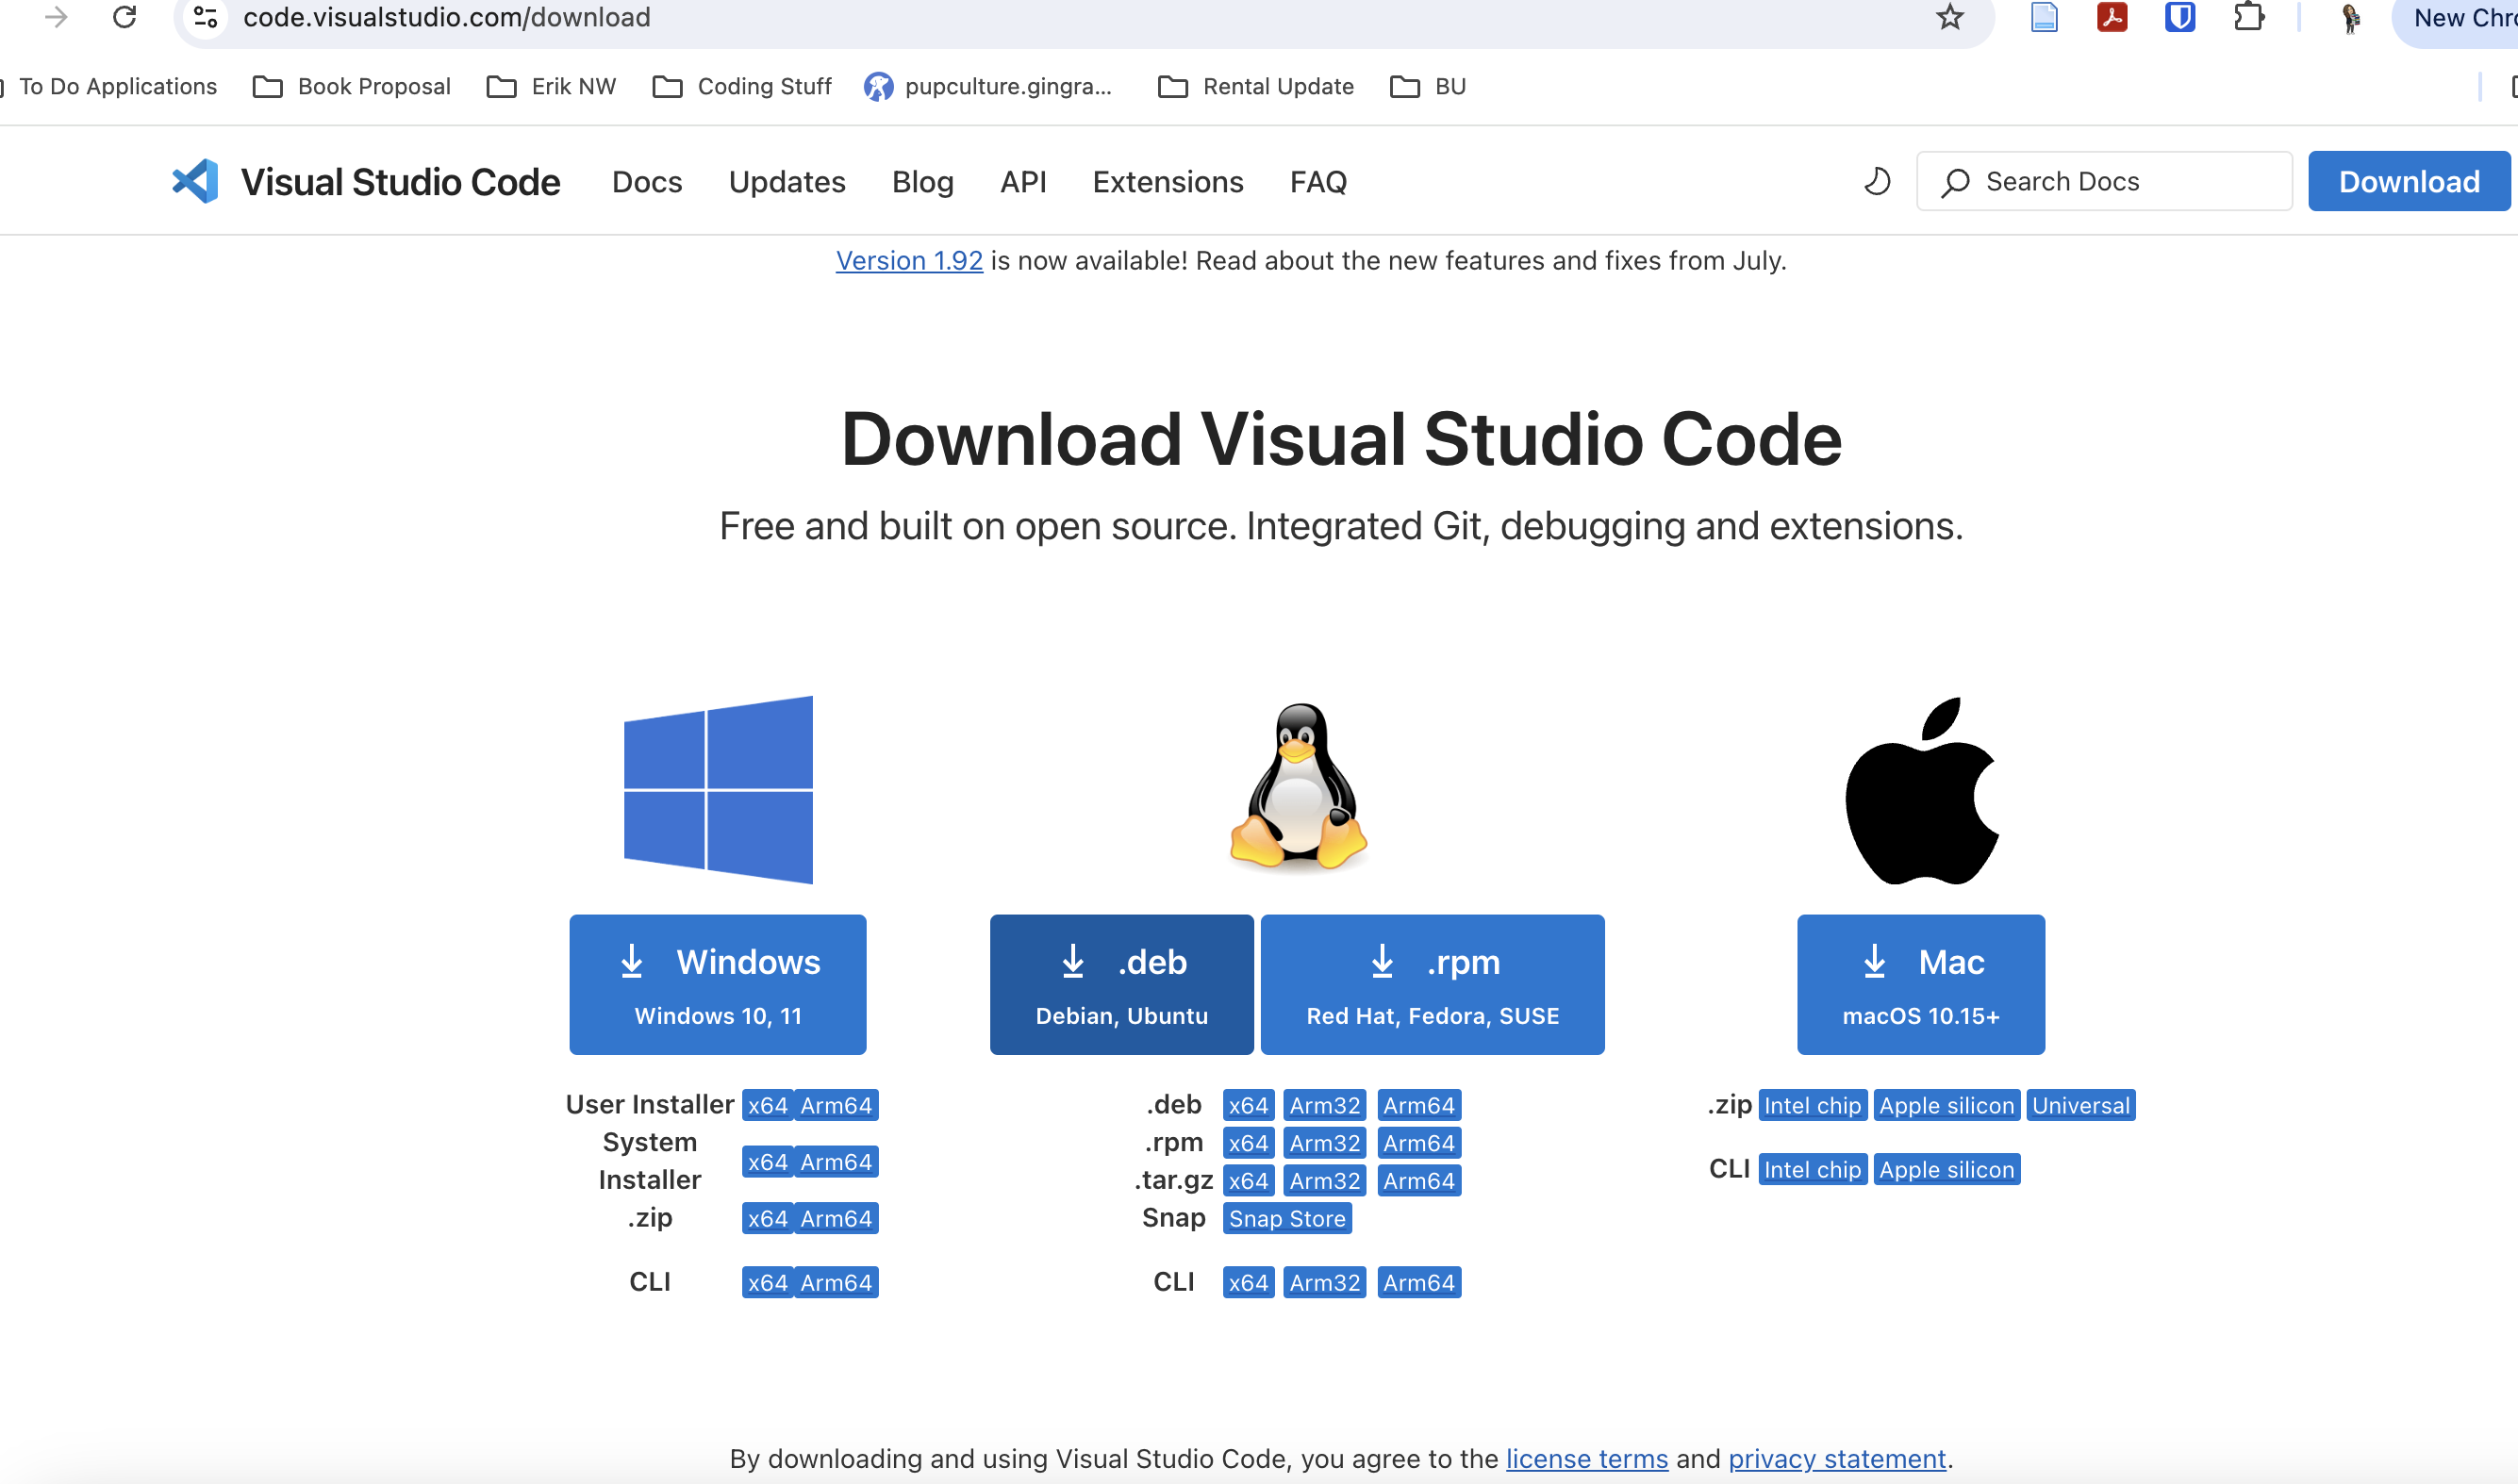 code.visualstudio.com/download
New Chr
To Do Applications Book Proposal Erik NW Coding Stuff pupculture.gingra... Rental Update BU
Visual Studio Code Docs Updates Blog API Extensions FAQ Search Docs Download
Version 1.92 is now available! Read about the new features and fixes from July.
Download Visual Studio Code
Free and built on open source. Integrated Git, debugging and extensions.
Windows
Windows 10, 11
User Installer x64 Arm64
System
Installer x64 Arm64
.zip x64 Arm64
CLI x64 Arm64
.deb
Debian, Ubuntu
.rpm
Red Hat, Fedora, SUSE
.deb x64 Arm32 Arm64
.rpm x64 Arm32 Arm64
.tar.gz x64 Arm32 Arm64
Snap Snap Store
CLI x64 Arm32 Arm64
Mac
macOS 10.15+
.zip Intel chip Apple silicon Universal
CLI Intel chip Apple silicon
By downloading and using Visual Studio Code, you agree to the license terms and privacy statement.